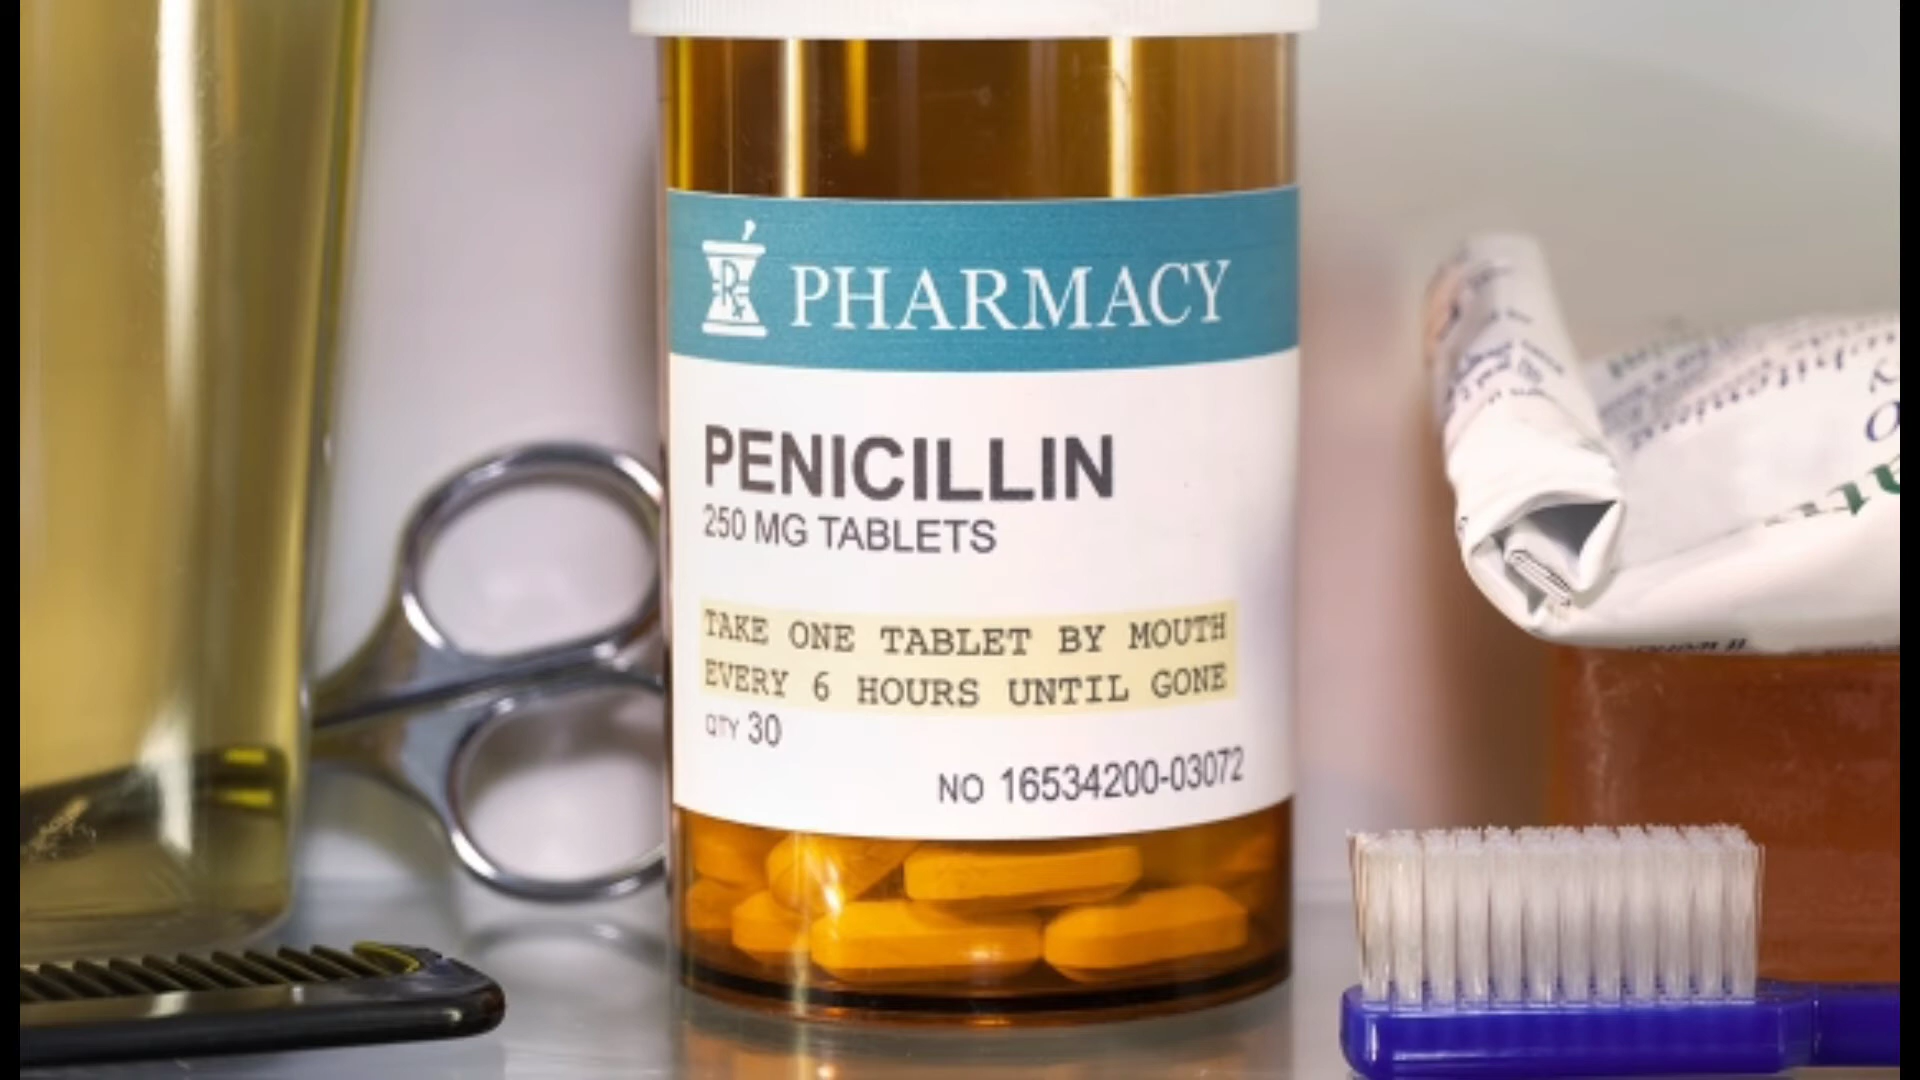 Rx PHARMACY
PENICILLIN
250 MG TABLETS
TAKE ONE TABLET BY MOUTH
EVERY 6 HOURS UNTIL GONE
QTY 30
NO 16534200-03072